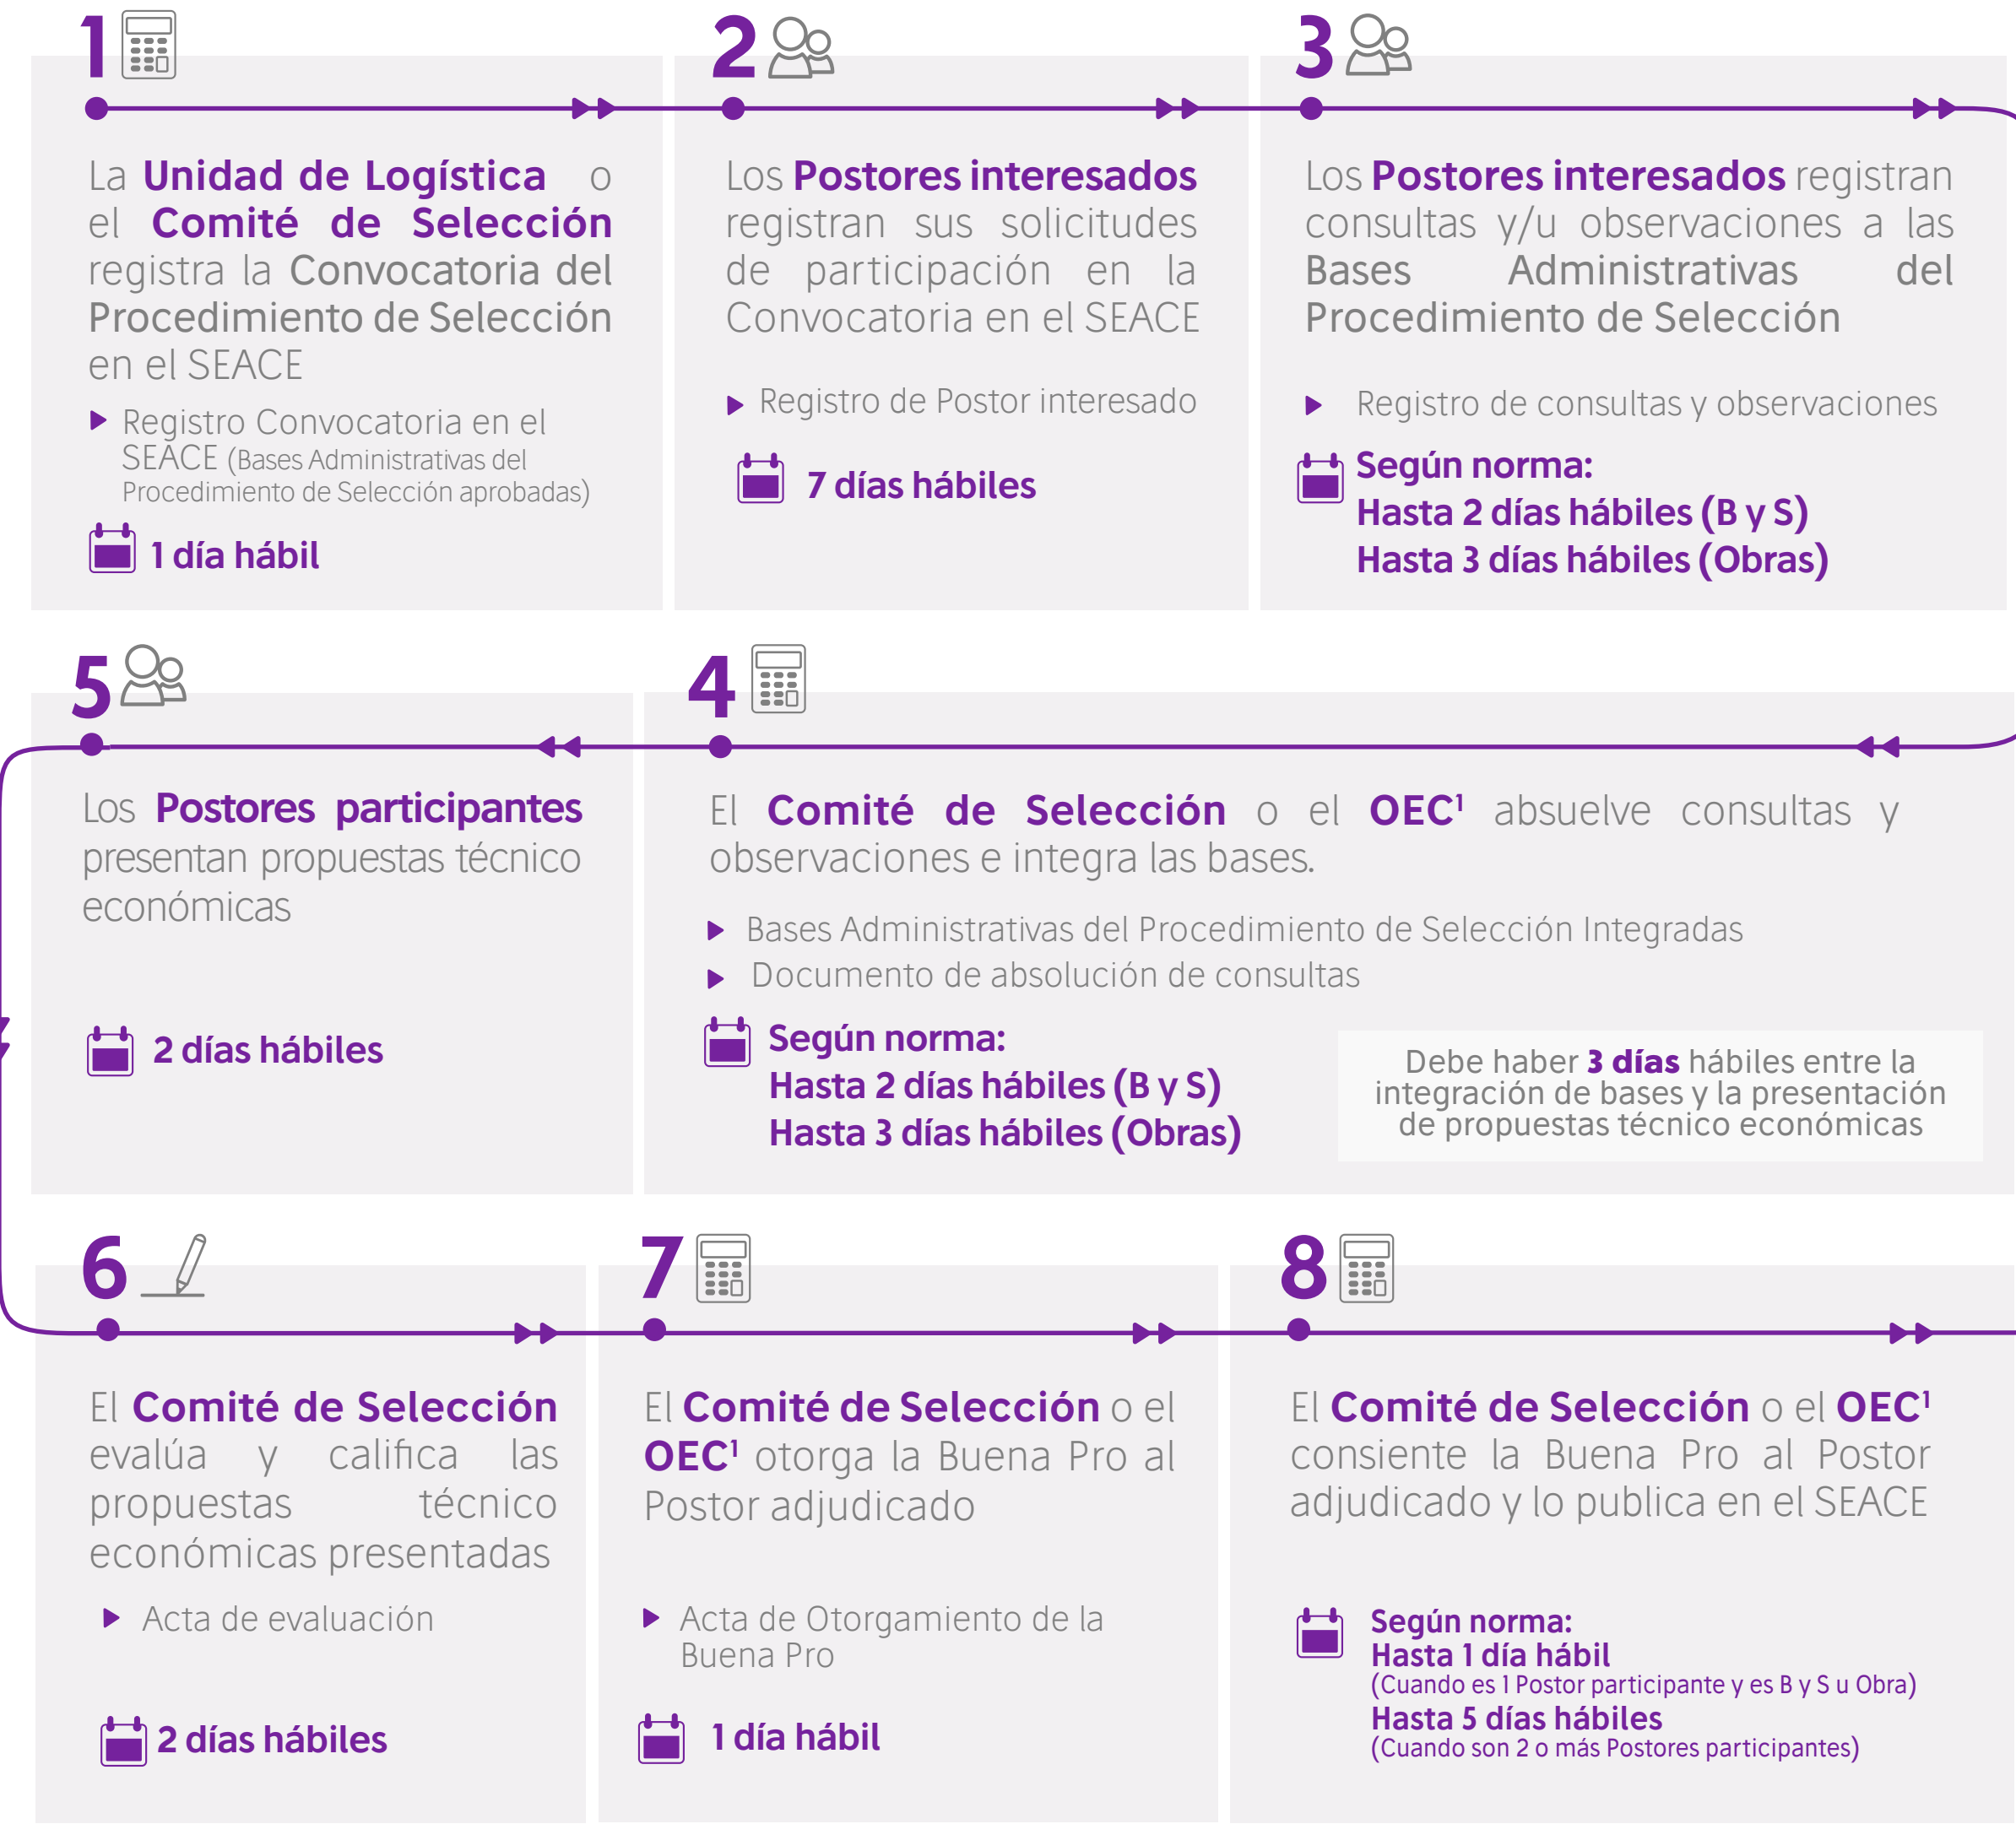 1
La Unidad de Logística o
el Comité de Selección
registra la Convocatoria del
Procedimiento de Selección
en el SEACE
Registro Convocatoria en el
SEACE (Bases Administrativas del
Procedimiento de Selección aprobadas)
1 día hábil
2
Los Postores interesados
registran sus solicitudes
de participación en la
Convocatoria en el SEACE
Registro de Postor interesado
7 días hábiles
3
Los Postores interesados registran
consultas y/u observaciones a las
Bases Administrativas del
Procedimiento de Selección
Registro de consultas y observaciones
Según norma:
Hasta 2 días hábiles (B y S)
Hasta 3 días hábiles (Obras)
4
El Comité de Selección o el OEC¹ absuelve consultas y
observaciones e integra las bases.
Bases Administrativas del Procedimiento de Selección Integradas
Documento de absolución de consultas
Según norma:
Hasta 2 días hábiles (B y S)
Hasta 3 días hábiles (Obras)
Debe haber 3 días hábiles entre la
integración de bases y la presentación
de propuestas técnico económicas
5
Los Postores participantes
presentan propuestas técnico
económicas
2 días hábiles
6
El Comité de Selección
evalúa y califica las
propuestas técnico
económicas presentadas
Acta de evaluación
2 días hábiles
7
El Comité de Selección o el
OEC¹ otorga la Buena Pro al
Postor adjudicado
Acta de Otorgamiento de la
Buena Pro
1 día hábil
8
El Comité de Selección o el OEC¹
consiente la Buena Pro al Postor
adjudicado y lo publica en el SEACE
Según norma:
Hasta 1 día hábil
(Cuando es 1 Postor participante y es B y S u Obra)
Hasta 5 días hábiles
(Cuando son 2 o más Postores participantes)